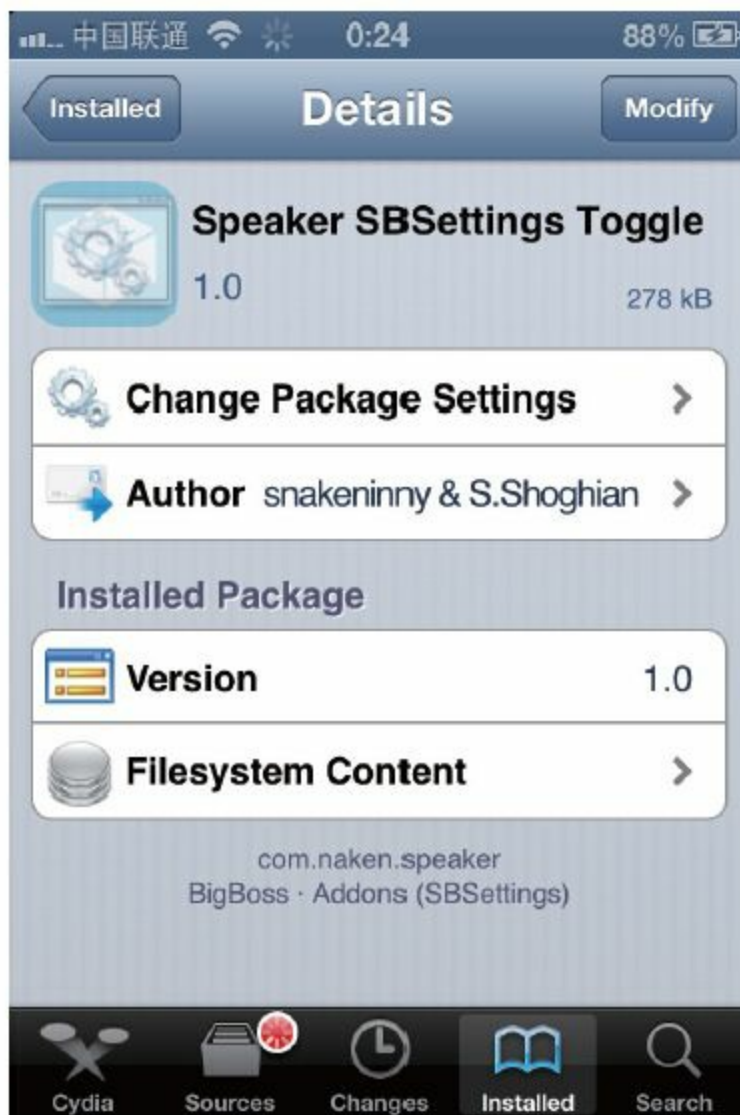 中国联通 0:24 88%
Installed Details Modify
Speaker SBSettings Toggle
1.0 278 kB
Change Package Settings
Author snakeninny & S.Shoghian
Installed Package
Version 1.0
Filesystem Content
com.naken.speaker
BigBoss · Addons (SBSettings)
Cydia Sources Changes Installed Search